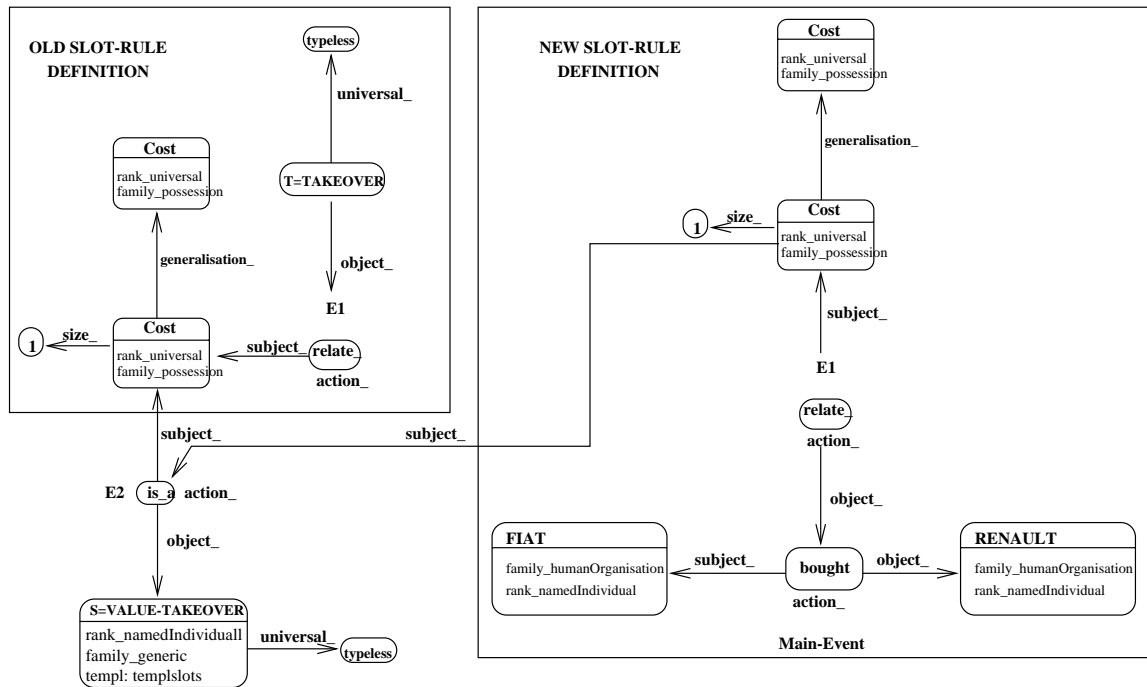 OLD SLOT-RULE
DEFINITION
typeless
universal_
Cost
rank_universal
family_possession
T=TAKEOVER
generalisation_
object_
E1
1
size_
Cost
rank_universal
family_possession
subject_
relate_
action_
subject_
E2
is_a
action_
object_
S=VALUE-TAKEOVER
rank_namedIndividuall
family_generic
templ: templslots
universal_
typeless
subject_
NEW SLOT-RULE
DEFINITION
Cost
rank_universal
family_possession
generalisation_
1
size_
Cost
rank_universal
family_possession
subject_
E1
relate_
action_
object_
FIAT
family_humanOrganisation
rank_namedIndividual
subject_
bought
action_
object_
RENAULT
family_humanOrganisation
rank_namedIndividual
Main-Event